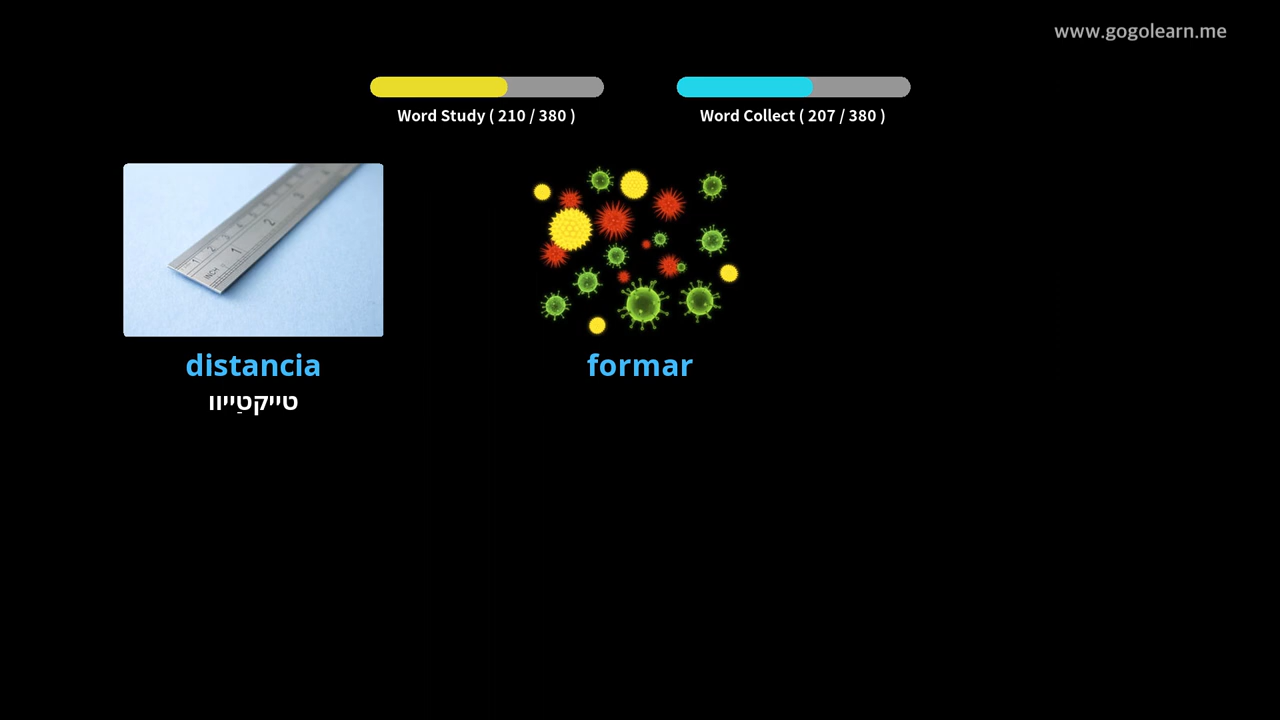 www.gogolearn.me
Word Study ( 210 / 380 )
Word Collect ( 207 / 380 )
distancia
formar
טייקטַייוו